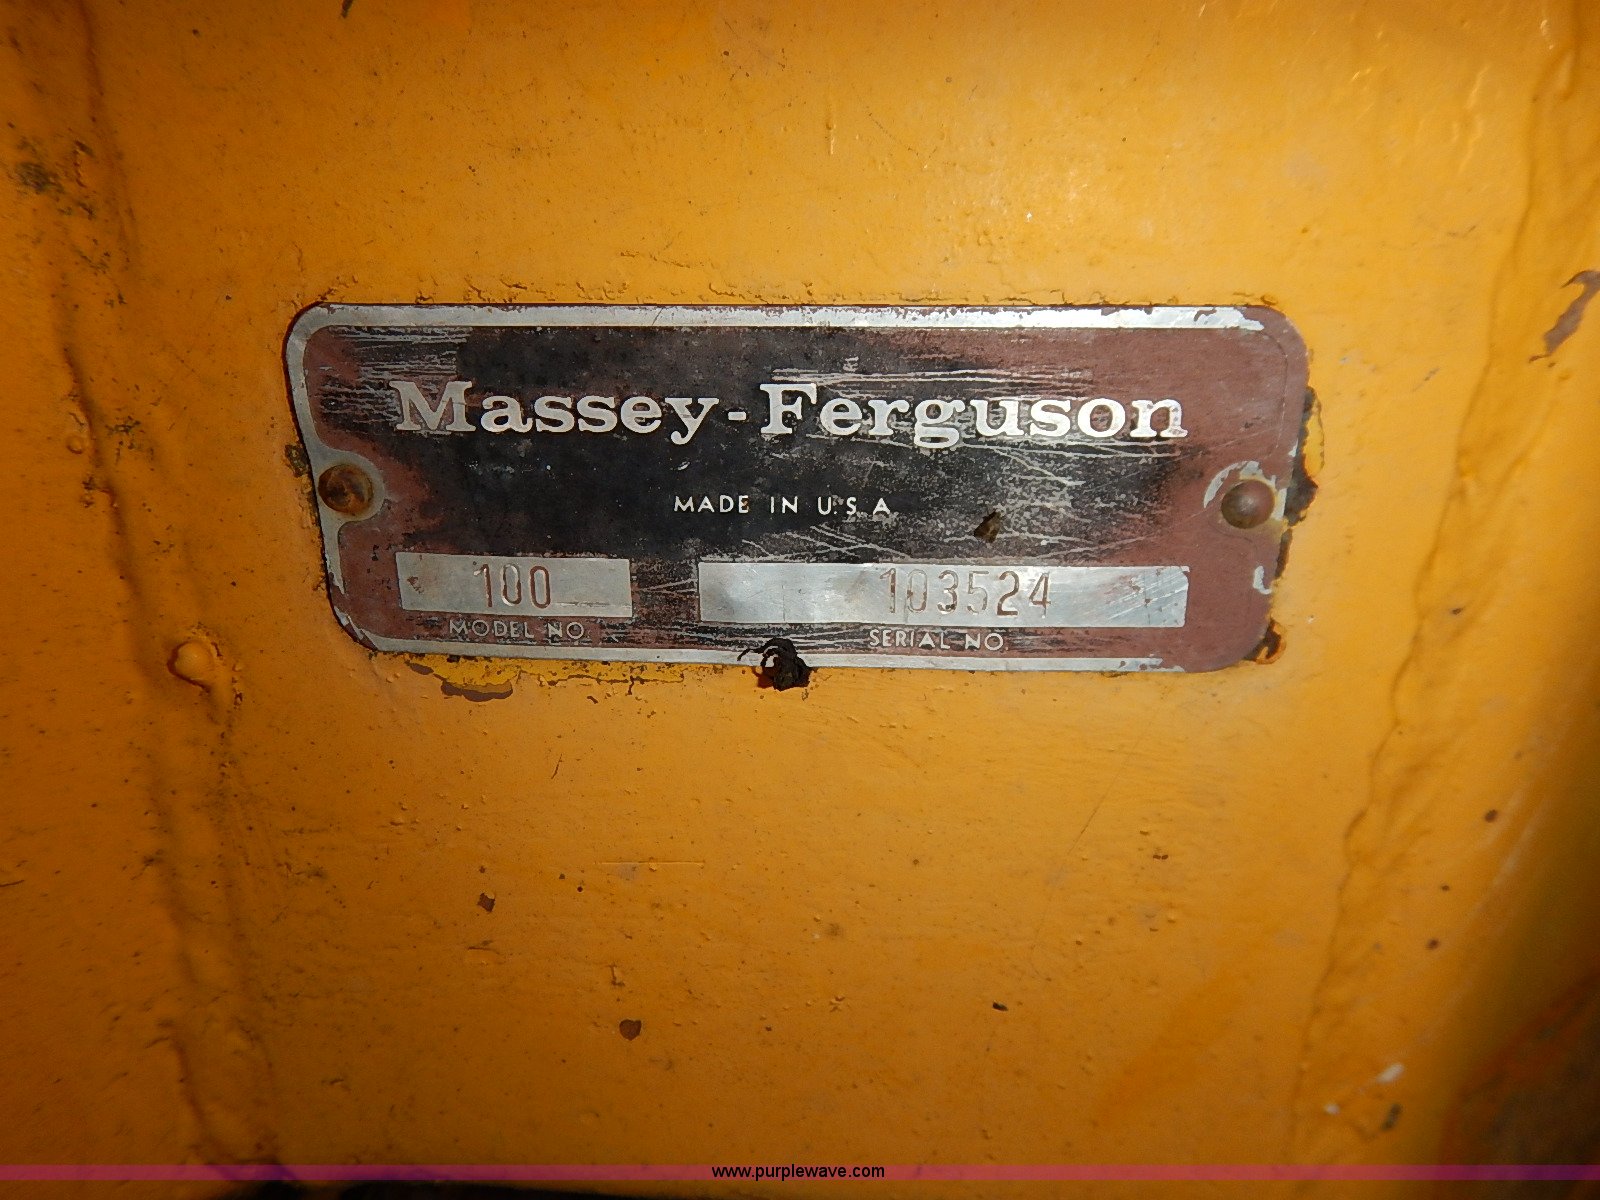 Massey-Ferguson
MADE IN U.S.A
100 103524
MODEL NO. SERIAL NO.
www.purplewave.com